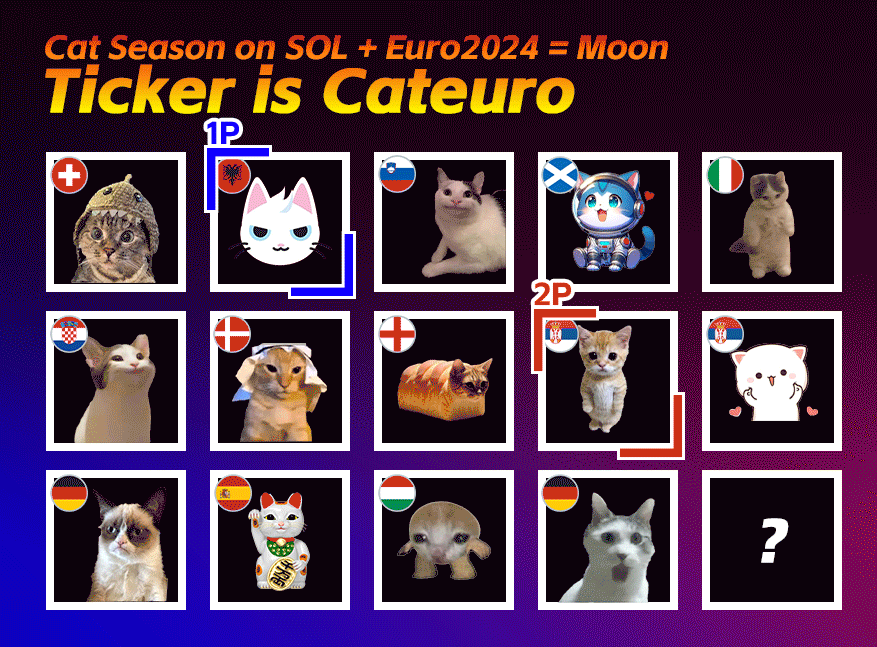 Cat Season on SOL + Euro2024 = Moon
Ticker is Cateuro
1P
2P
?